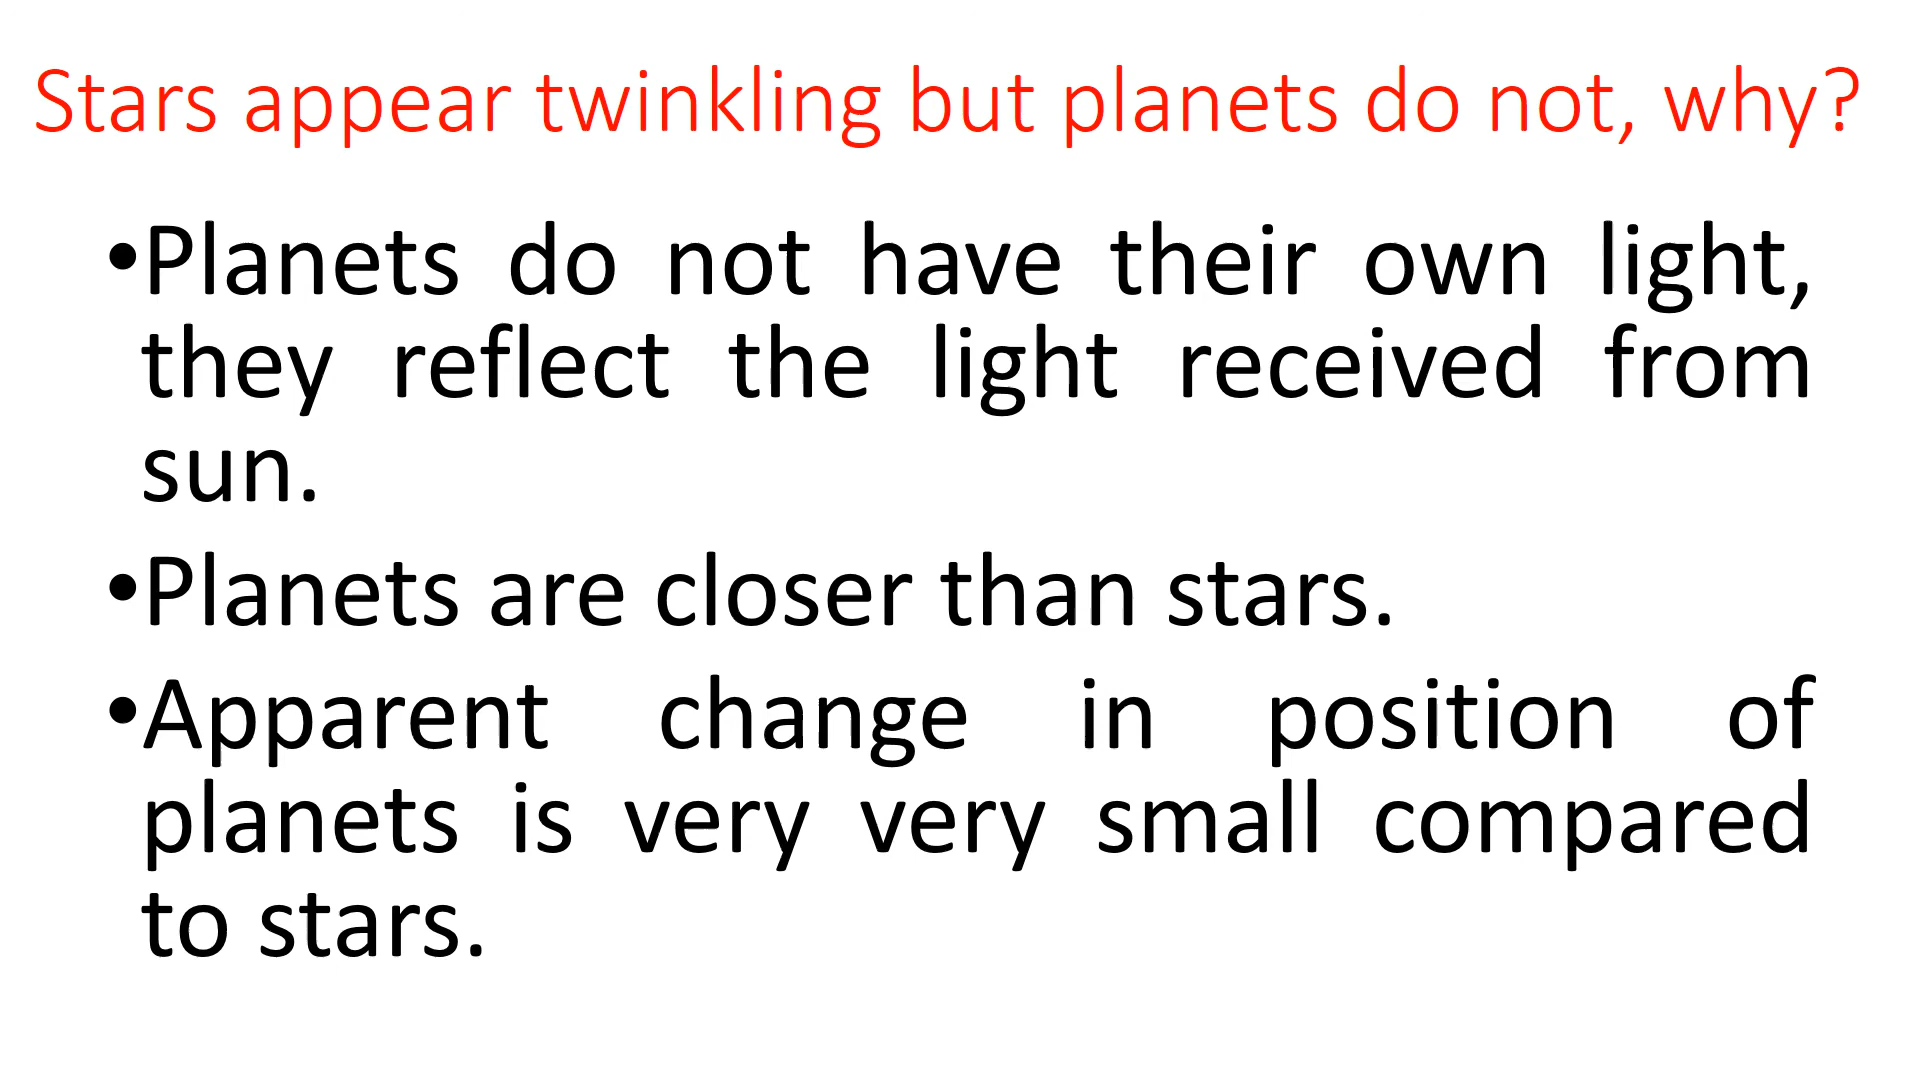 Stars appear twinkling but planets do not, why?
•Planets do not have their own light,
they reflect the light received from
sun.
•Planets are closer than stars.
•Apparent change in position of
planets is very very small compared
to stars.